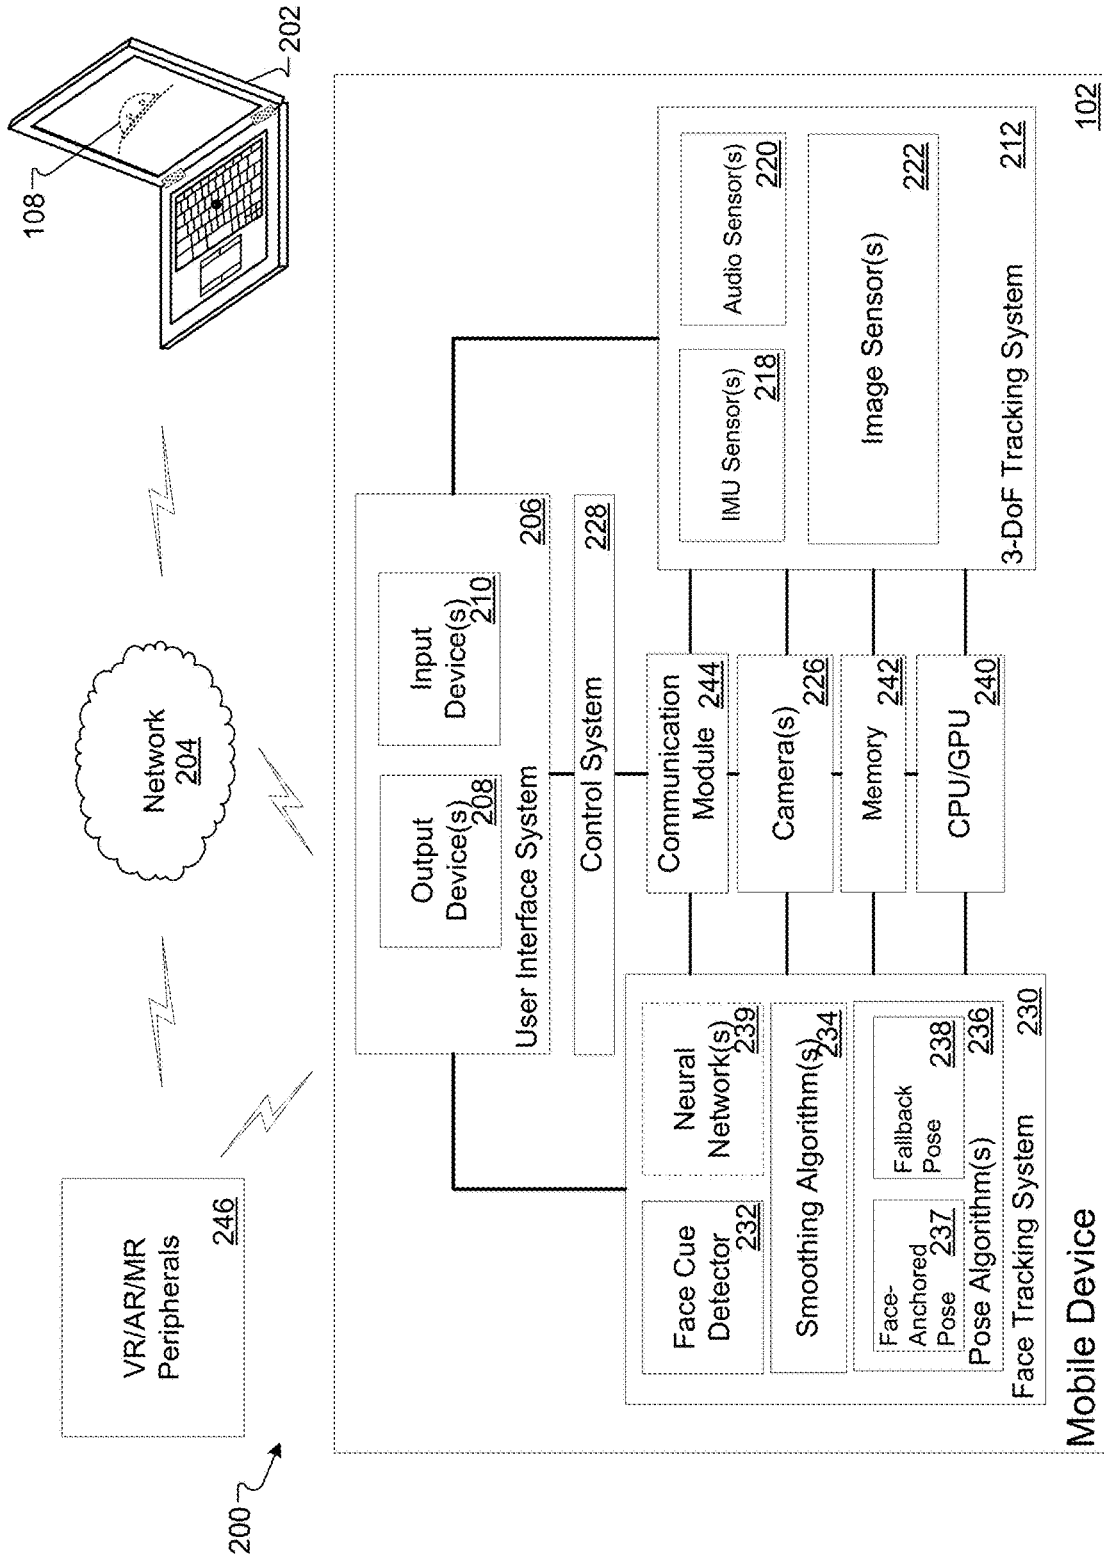 200
VR/AR/MR
Peripherals
246
Network
204
108
202
Output
Device(s)
208
Input
Device(s)
210
User Interface System
206
Control System
228
Face Cue
Detector
232
Neural
Network(s)
239
Smoothing Algorithm(s)
234
Face-
Anchored
Pose
237
Fallback
Pose
238
Pose Algorithm(s)
236
Face Tracking System
230
Communication
Module
244
Camera(s)
226
Memory
242
CPU/GPU
240
IMU Sensor(s)
218
Audio Sensor(s)
220
Image Sensor(s)
222
3-DoF Tracking System
212
Mobile Device
102